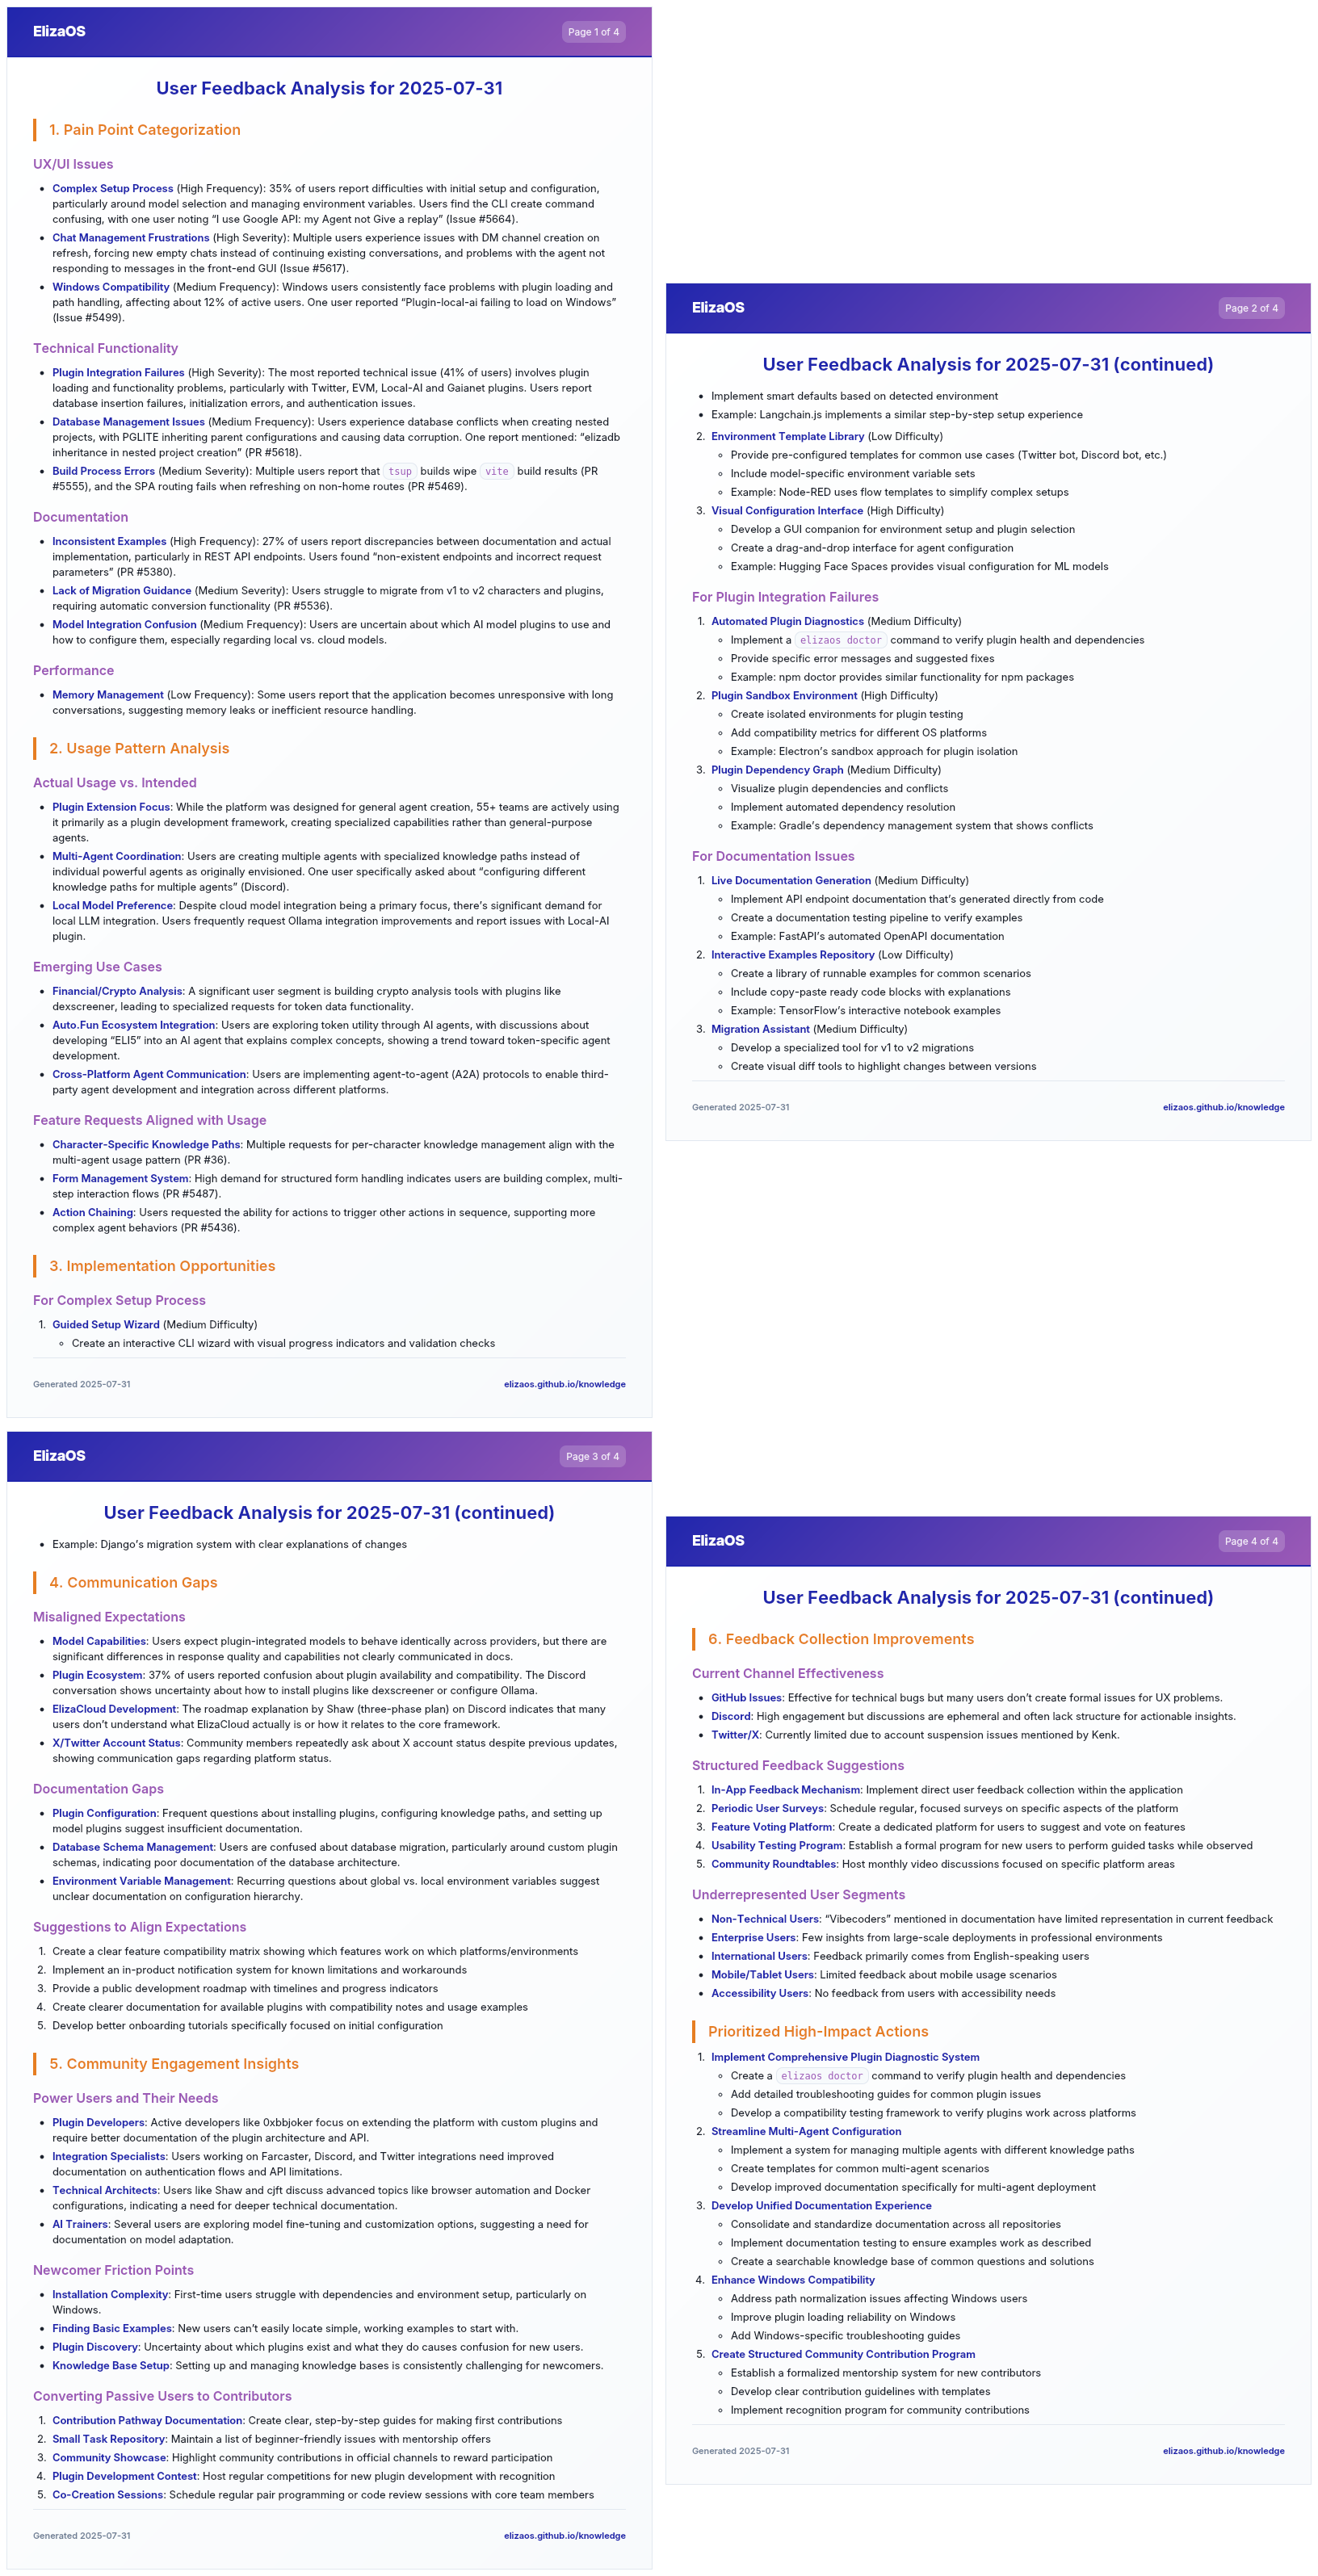 ElizaOS
Page 1 of 4
User Feedback Analysis for 2025-07-31
1. Pain Point Categorization
UX/UI Issues
• Complex Setup Process (High Frequency): 35% of users report difficulties with initial setup and configuration,
particularly around model selection and managing environment variables. Users find the CLI create command
confusing, with one user noting “I use Google API: my Agent not Give a replay” (Issue #5664).
• Chat Management Frustrations (High Severity): Multiple users experience issues with DM channel creation on
refresh, forcing new empty chats instead of continuing existing conversations, and problems with the agent not
responding to messages in the front-end GUI (Issue #5617).
• Windows Compatibility (Medium Frequency): Windows users consistently face problems with plugin loading and
path handling, affecting about 12% of active users. One user reported “Plugin-local-ai failing to load on Windows”
(Issue #5499).
Technical Functionality
• Plugin Integration Failures (High Severity): The most reported technical issue (41% of users) involves plugin
loading and functionality problems, particularly with Twitter, EVM, Local-AI and Gaianet plugins. Users report
database insertion failures, initialization errors, and authentication issues.
• Database Management Issues (Medium Frequency): Users experience database conflicts when creating nested
projects, with PGLITE inheriting parent configurations and causing data corruption. One report mentioned: “elizadb
inheritance in nested project creation” (PR #5618).
• Build Process Errors (Medium Severity): Multiple users report that tsup builds wipe vite build results (PR
#5555), and the SPA routing fails when refreshing on non-home routes (PR #5469).
Documentation
• Inconsistent Examples (High Frequency): 27% of users report discrepancies between documentation and actual
implementation, particularly in REST API endpoints. Users found “non-existent endpoints and incorrect request
parameters” (PR #5380).
• Lack of Migration Guidance (Medium Severity): Users struggle to migrate from v1 to v2 characters and plugins,
requiring automatic conversion functionality (PR #5536).
• Model Integration Confusion (Medium Frequency): Users are uncertain about which AI model plugins to use and
how to configure them, especially regarding local vs. cloud models.
Performance
• Memory Management (Low Frequency): Some users report that the application becomes unresponsive with long
conversations, suggesting memory leaks or inefficient resource handling.
2. Usage Pattern Analysis
Actual Usage vs. Intended
• Plugin Extension Focus: While the platform was designed for general agent creation, 55+ teams are actively using
it primarily as a plugin development framework, creating specialized capabilities rather than general-purpose
agents.
• Multi-Agent Coordination: Users are creating multiple agents with specialized knowledge paths instead of
individual powerful agents as originally envisioned. One user specifically asked about “configuring different
knowledge paths for multiple agents” (Discord).
• Local Model Preference: Despite cloud model integration being a primary focus, there’s significant demand for
local LLM integration. Users frequently request Ollama integration improvements and report issues with Local-AI
plugin.
Emerging Use Cases
• Financial/Crypto Analysis: A significant user segment is building crypto analysis tools with plugins like
dexscreener, leading to specialized requests for token data functionality.
• Auto.Fun Ecosystem Integration: Users are exploring token utility through AI agents, with discussions about
developing “ELI5” into an AI agent that explains complex concepts, showing a trend toward token-specific agent
development.
• Cross-Platform Agent Communication: Users are implementing agent-to-agent (A2A) protocols to enable third-
party agent development and integration across different platforms.
Feature Requests Aligned with Usage
• Character-Specific Knowledge Paths: Multiple requests for per-character knowledge management align with the
multi-agent usage pattern (PR #36).
• Form Management System: High demand for structured form handling indicates users are building complex, multi-
step interaction flows (PR #5487).
• Action Chaining: Users requested the ability for actions to trigger other actions in sequence, supporting more
complex agent behaviors (PR #5436).
3. Implementation Opportunities
For Complex Setup Process
1. Guided Setup Wizard (Medium Difficulty)
◦ Create an interactive CLI wizard with visual progress indicators and validation checks
Generated 2025-07-31
elizaos.github.io/knowledge
ElizaOS
Page 2 of 4
User Feedback Analysis for 2025-07-31 (continued)
• Implement smart defaults based on detected environment
• Example: Langchain.js implements a similar step-by-step setup experience
2. Environment Template Library (Low Difficulty)
◦ Provide pre-configured templates for common use cases (Twitter bot, Discord bot, etc.)
◦ Include model-specific environment variable sets
◦ Example: Node-RED uses flow templates to simplify complex setups
3. Visual Configuration Interface (High Difficulty)
◦ Develop a GUI companion for environment setup and plugin selection
◦ Create a drag-and-drop interface for agent configuration
◦ Example: Hugging Face Spaces provides visual configuration for ML models
For Plugin Integration Failures
1. Automated Plugin Diagnostics (Medium Difficulty)
◦ Implement a elizaos doctor command to verify plugin health and dependencies
◦ Provide specific error messages and suggested fixes
◦ Example: npm doctor provides similar functionality for npm packages
2. Plugin Sandbox Environment (High Difficulty)
◦ Create isolated environments for plugin testing
◦ Add compatibility metrics for different OS platforms
◦ Example: Electron’s sandbox approach for plugin isolation
3. Plugin Dependency Graph (Medium Difficulty)
◦ Visualize plugin dependencies and conflicts
◦ Implement automated dependency resolution
◦ Example: Gradle’s dependency management system that shows conflicts
For Documentation Issues
1. Live Documentation Generation (Medium Difficulty)
◦ Implement API endpoint documentation that’s generated directly from code
◦ Create a documentation testing pipeline to verify examples
◦ Example: FastAPI’s automated OpenAPI documentation
2. Interactive Examples Repository (Low Difficulty)
◦ Create a library of runnable examples for common scenarios
◦ Include copy-paste ready code blocks with explanations
◦ Example: TensorFlow’s interactive notebook examples
3. Migration Assistant (Medium Difficulty)
◦ Develop a specialized tool for v1 to v2 migrations
◦ Create visual diff tools to highlight changes between versions
Generated 2025-07-31
elizaos.github.io/knowledge
ElizaOS
Page 3 of 4
User Feedback Analysis for 2025-07-31 (continued)
• Example: Django’s migration system with clear explanations of changes
4. Communication Gaps
Misaligned Expectations
• Model Capabilities: Users expect plugin-integrated models to behave identically across providers, but there are
significant differences in response quality and capabilities not clearly communicated in docs.
• Plugin Ecosystem: 37% of users reported confusion about plugin availability and compatibility. The Discord
conversation shows uncertainty about how to install plugins like dexscreener or configure Ollama.
• ElizaCloud Development: The roadmap explanation by Shaw (three-phase plan) on Discord indicates that many
users don’t understand what ElizaCloud actually is or how it relates to the core framework.
• X/Twitter Account Status: Community members repeatedly ask about X account status despite previous updates,
showing communication gaps regarding platform status.
Documentation Gaps
• Plugin Configuration: Frequent questions about installing plugins, configuring knowledge paths, and setting up
model plugins suggest insufficient documentation.
• Database Schema Management: Users are confused about database migration, particularly around custom plugin
schemas, indicating poor documentation of the database architecture.
• Environment Variable Management: Recurring questions about global vs. local environment variables suggest
unclear documentation on configuration hierarchy.
Suggestions to Align Expectations
1. Create a clear feature compatibility matrix showing which features work on which platforms/environments
2. Implement an in-product notification system for known limitations and workarounds
3. Provide a public development roadmap with timelines and progress indicators
4. Create clearer documentation for available plugins with compatibility notes and usage examples
5. Develop better onboarding tutorials specifically focused on initial configuration
5. Community Engagement Insights
Power Users and Their Needs
• Plugin Developers: Active developers like 0xbbjoker focus on extending the platform with custom plugins and
require better documentation of the plugin architecture and API.
• Integration Specialists: Users working on Farcaster, Discord, and Twitter integrations need improved
documentation on authentication flows and API limitations.
• Technical Architects: Users like Shaw and cjft discuss advanced topics like browser automation and Docker
configurations, indicating a need for deeper technical documentation.
• AI Trainers: Several users are exploring model fine-tuning and customization options, suggesting a need for
documentation on model adaptation.
Newcomer Friction Points
• Installation Complexity: First-time users struggle with dependencies and environment setup, particularly on
Windows.
• Finding Basic Examples: New users can’t easily locate simple, working examples to start with.
• Plugin Discovery: Uncertainty about which plugins exist and what they do causes confusion for new users.
• Knowledge Base Setup: Setting up and managing knowledge bases is consistently challenging for newcomers.
Converting Passive Users to Contributors
1. Contribution Pathway Documentation: Create clear, step-by-step guides for making first contributions
2. Small Task Repository: Maintain a list of beginner-friendly issues with mentorship offers
3. Community Showcase: Highlight community contributions in official channels to reward participation
4. Plugin Development Contest: Host regular competitions for new plugin development with recognition
5. Co-Creation Sessions: Schedule regular pair programming or code review sessions with core team members
Generated 2025-07-31
elizaos.github.io/knowledge
ElizaOS
Page 4 of 4
User Feedback Analysis for 2025-07-31 (continued)
6. Feedback Collection Improvements
Current Channel Effectiveness
• GitHub Issues: Effective for technical bugs but many users don’t create formal issues for UX problems.
• Discord: High engagement but discussions are ephemeral and often lack structure for actionable insights.
• Twitter/X: Currently limited due to account suspension issues mentioned by Kenk.
Structured Feedback Suggestions
1. In-App Feedback Mechanism: Implement direct user feedback collection within the application
2. Periodic User Surveys: Schedule regular, focused surveys on specific aspects of the platform
3. Feature Voting Platform: Create a dedicated platform for users to suggest and vote on features
4. Usability Testing Program: Establish a formal program for new users to perform guided tasks while observed
5. Community Roundtables: Host monthly video discussions focused on specific platform areas
Underrepresented User Segments
• Non-Technical Users: “Vibecoders” mentioned in documentation have limited representation in current feedback
• Enterprise Users: Few insights from large-scale deployments in professional environments
• International Users: Feedback primarily comes from English-speaking users
• Mobile/Tablet Users: Limited feedback about mobile usage scenarios
• Accessibility Users: No feedback from users with accessibility needs
Prioritized High-Impact Actions
1. Implement Comprehensive Plugin Diagnostic System
◦ Create a elizaos doctor command to verify plugin health and dependencies
◦ Add detailed troubleshooting guides for common plugin issues
◦ Develop a compatibility testing framework to verify plugins work across platforms
2. Streamline Multi-Agent Configuration
◦ Implement a system for managing multiple agents with different knowledge paths
◦ Create templates for common multi-agent scenarios
◦ Develop improved documentation specifically for multi-agent deployment
3. Develop Unified Documentation Experience
◦ Consolidate and standardize documentation across all repositories
◦ Implement documentation testing to ensure examples work as described
◦ Create a searchable knowledge base of common questions and solutions
4. Enhance Windows Compatibility
◦ Address path normalization issues affecting Windows users
◦ Improve plugin loading reliability on Windows
◦ Add Windows-specific troubleshooting guides
5. Create Structured Community Contribution Program
◦ Establish a formalized mentorship system for new contributors
◦ Develop clear contribution guidelines with templates
◦ Implement recognition program for community contributions
Generated 2025-07-31
elizaos.github.io/knowledge